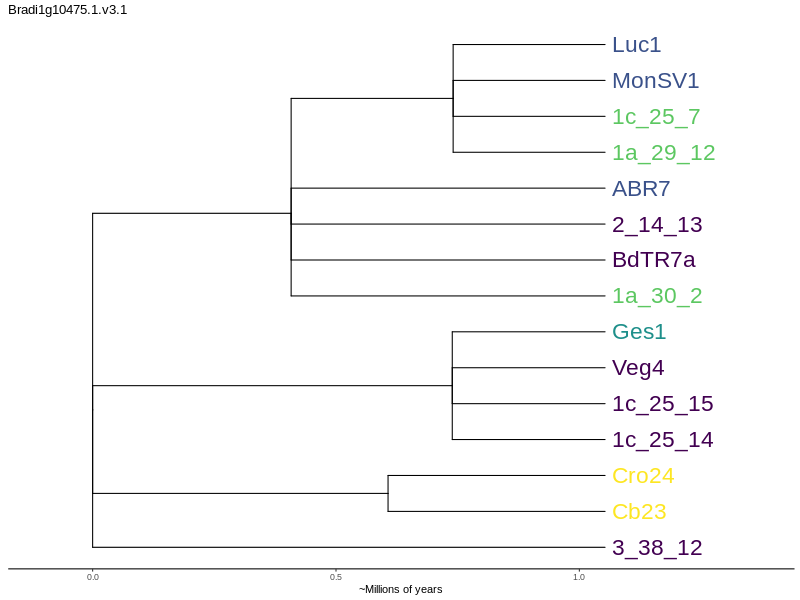 Bradi1g10475.1.v3.1
Luc1
MonSV1
1c_25_7
1a_29_12
ABR7
2_14_13
BdTR7a
1a_30_2
Ges1
Veg4
1c_25_15
1c_25_14
Cro24
Cb23
3_38_12
0.0 0.5 1.0
~Millions of years